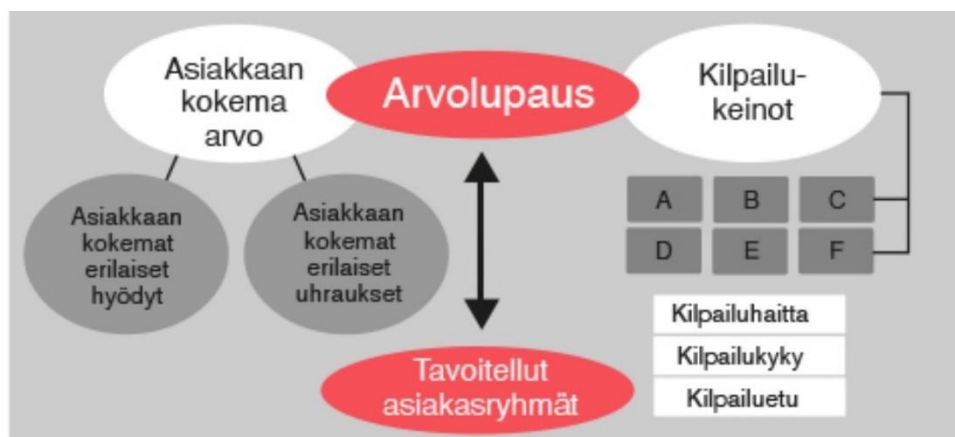 Asiakkaan
kokema
arvo
Arvolupaus
Kilpailu-
keinot
Asiakkaan
kokemat
erilaiset
hyödyt
Asiakkaan
kokemat
erilaiset
uhraukset
A B C
D E F
Kilpailuhaitta
Kilpailukyky
Kilpailuetu
Tavoitellut
asiakasryhmät